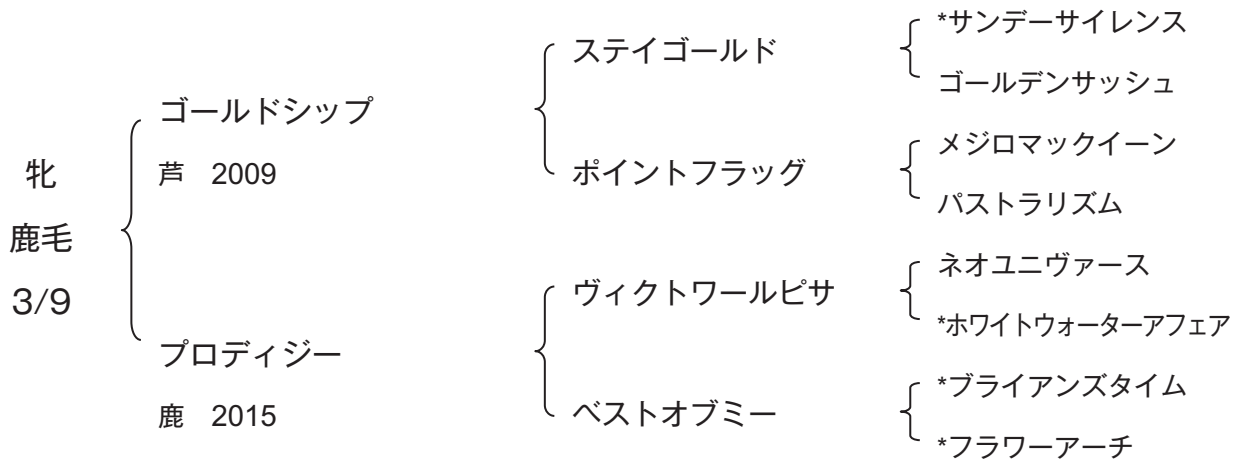 牝
鹿毛
3/9
ゴールドシップ
芦 2009
プロディジー
鹿 2015
ステイゴールド
ポイントフラッグ
ヴィクトワールピサ
ベストオブミー
*サンデーサイレンス
ゴールデンサッシュ
メジロマックイーン
パストラリズム
ネオユニヴァース
*ホワイトウォーターアフェア
*ブライアンズタイム
*フラワーアーチ